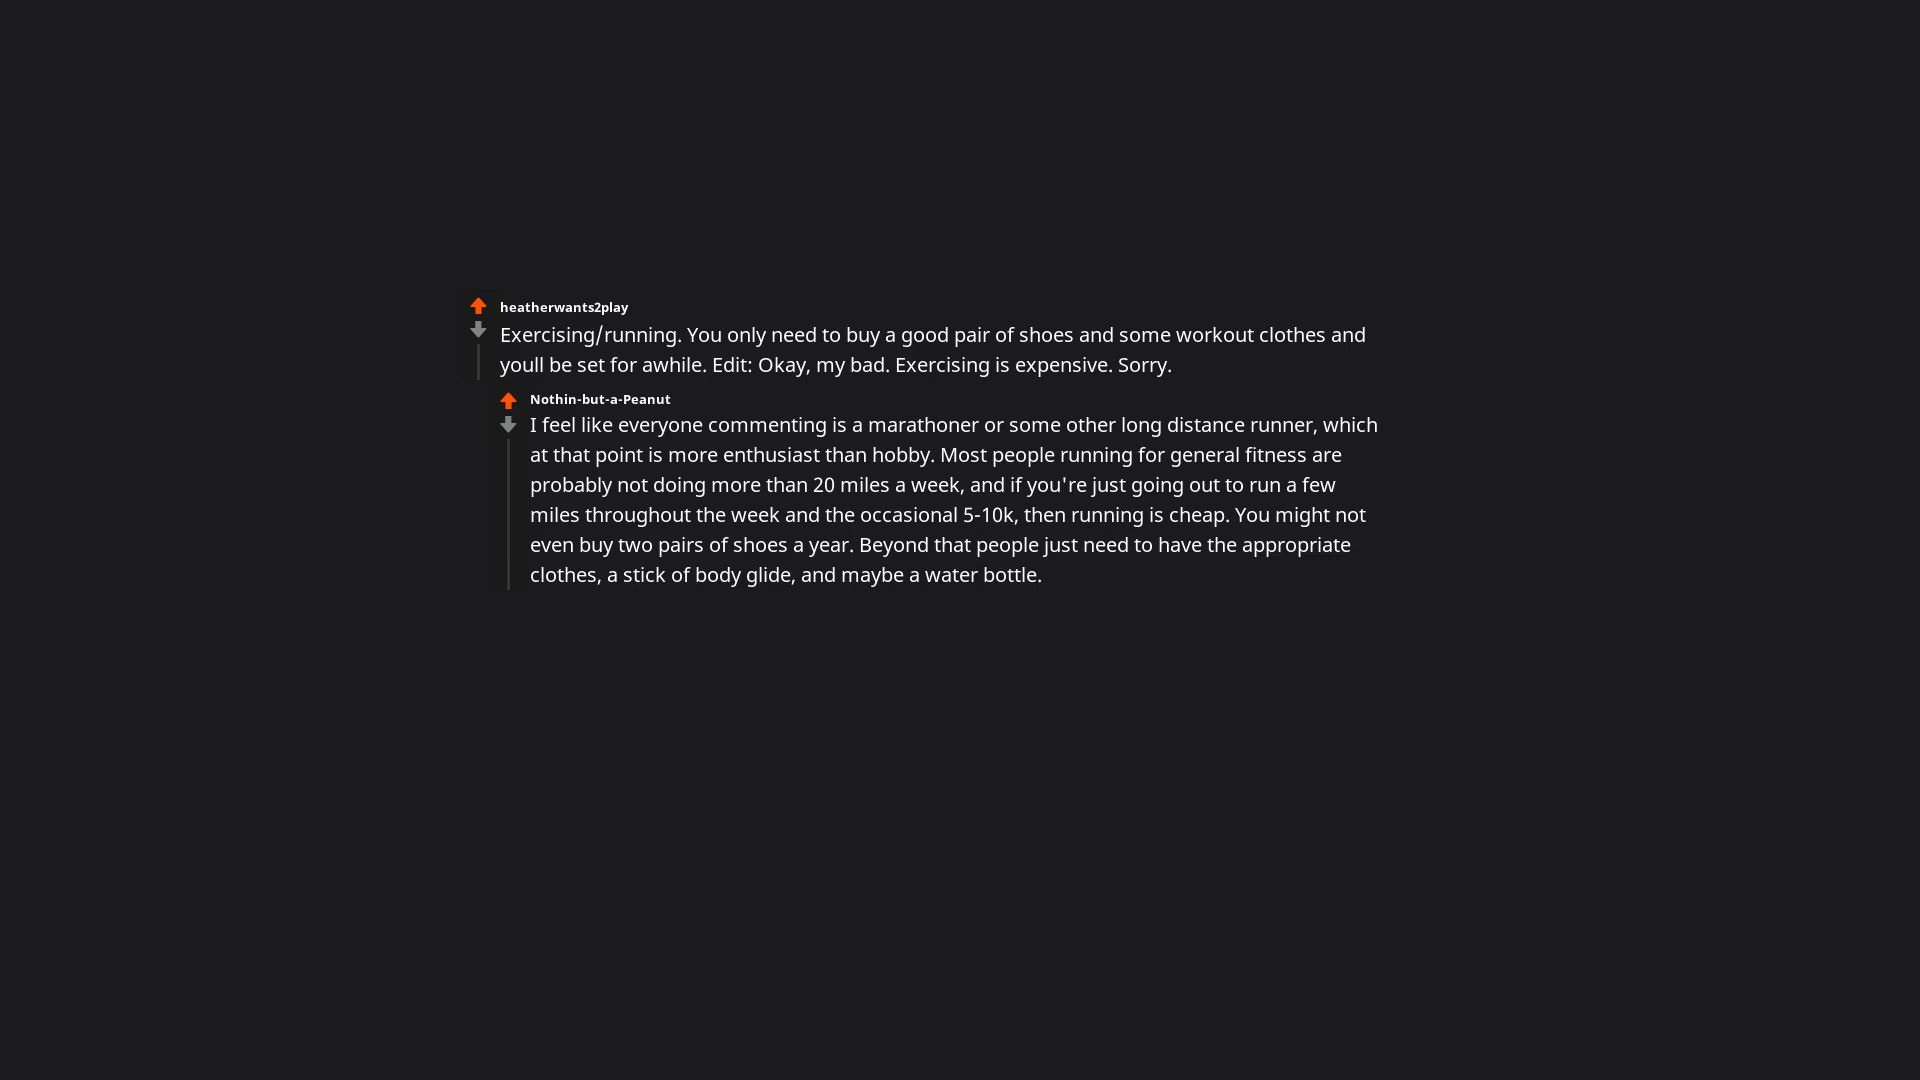 heatherwants2play
Exercising/running. You only need to buy a good pair of shoes and some workout clothes and
youll be set for awhile. Edit: Okay, my bad. Exercising is expensive. Sorry.
Nothin-but-a-Peanut
I feel like everyone commenting is a marathoner or some other long distance runner, which
at that point is more enthusiast than hobby. Most people running for general fitness are
probably not doing more than 20 miles a week, and if you're just going out to run a few
miles throughout the week and the occasional 5-10k, then running is cheap. You might not
even buy two pairs of shoes a year. Beyond that people just need to have the appropriate
clothes, a stick of body glide, and maybe a water bottle.